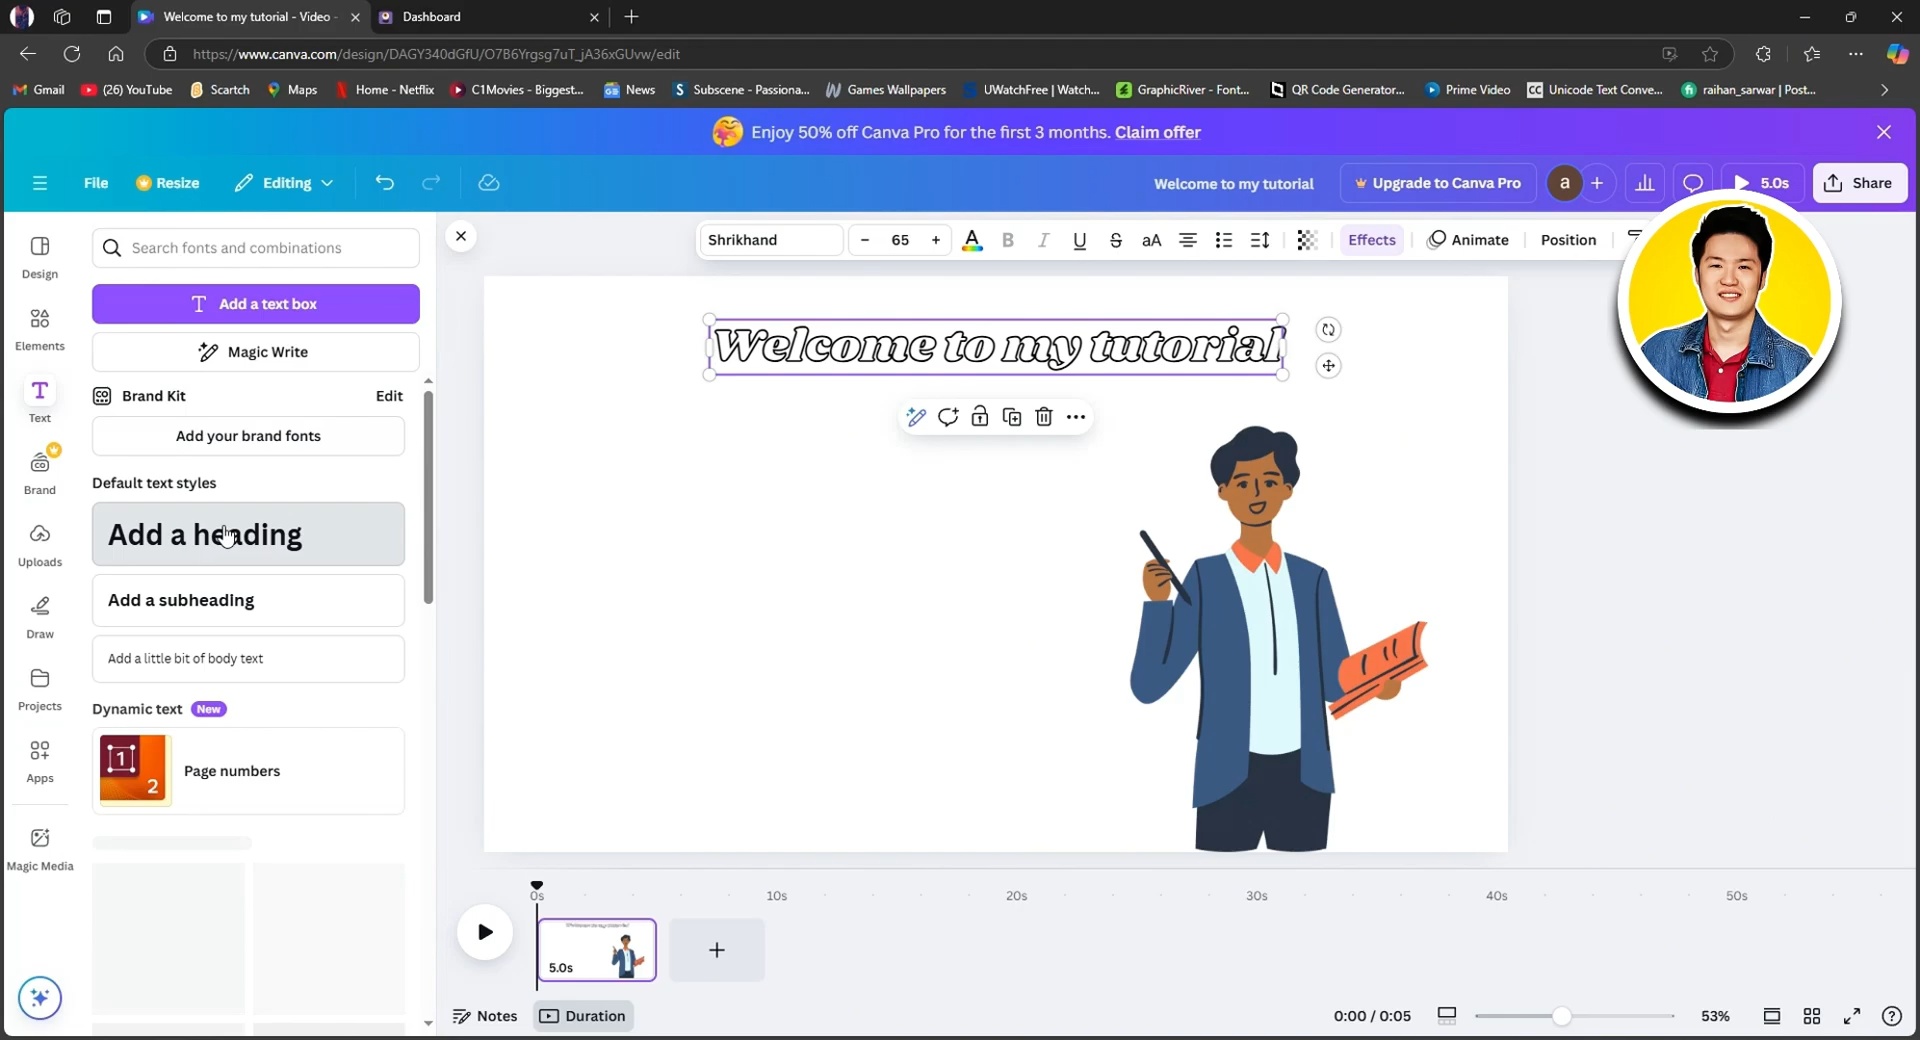 Welcome to my tutorial - Video -
Dashboard
https://www.canva.com/design/DAGY340dGfU/O7B6Yrgsg7uT_jA36xGUvw/edit
Gmail
(26) YouTube
Scartch
Maps
Home - Netflix
C1Movies - Biggest...
News
Subscene - Passiona...
Games Wallpapers
UWatchFree | Watch...
GraphicRiver - Font...
QR Code Generator...
Prime Video
Unicode Text Conve...
raihan_sarwar | Post...
Enjoy 50% off Canva Pro for the first 3 months. Claim offer
File
Resize
Editing
Welcome to my tutorial
Upgrade to Canva Pro
a
5.0s
Share
Search fonts and combinations
Shrikhand
65
A
B
I
U
S
aA
Effects
Animate
Position
Design
Elements
Text
Brand
Uploads
Draw
Projects
Apps
Magic Media
Add a text box
Magic Write
Brand Kit
Edit
Add your brand fonts
Default text styles
Add a heading
Add a subheading
Add a little bit of body text
Dynamic text New
1
2
Page numbers
Welcome to my tutorial
0s
10s
20s
30s
40s
50s
5.0s
Notes
Duration
0:00 / 0:05
53%